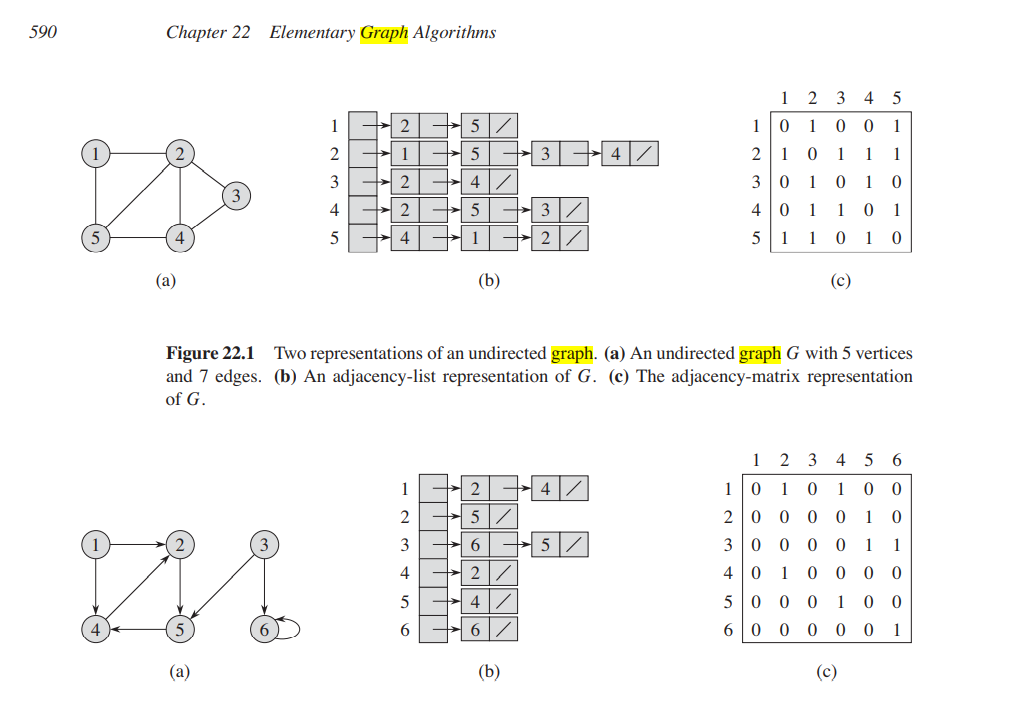 590 Chapter 22 Elementary Graph Algorithms
1 2 3 4 5
1 2 5
2 1 5 3 4
3 2 4
4 2 5 3
5 4 1 2
1 2 3 4 5
1 0 1 0 0 1
2 1 0 1 1 1
3 0 1 0 1 0
4 0 1 1 0 1
5 1 1 0 1 0
(a) (b) (c)
Figure 22.1 Two representations of an undirected graph. (a) An undirected graph G with 5 vertices
and 7 edges. (b) An adjacency-list representation of G. (c) The adjacency-matrix representation
of G.
1 2 3
4 5 6
1 2 4
2 5
3 6 5
4 2
5 4
6 6
1 2 3 4 5 6
1 0 1 0 1 0 0
2 0 0 0 0 1 0
3 0 0 0 0 1 1
4 0 1 0 0 0 0
5 0 0 0 1 0 0
6 0 0 0 0 0 1
(a) (b) (c)